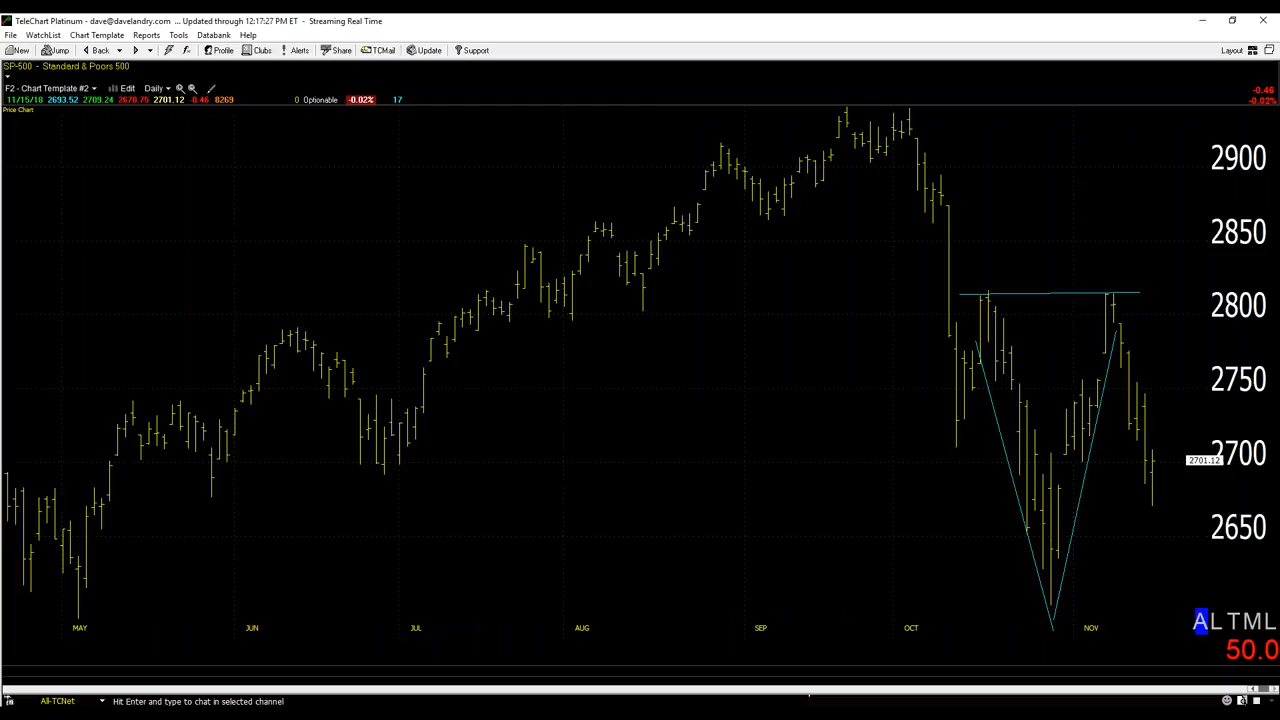 TeleChart Platinum - dave@davelandry.com ... Updated through 12:17:27 PM ET - Streaming Real Time
File WatchList Chart Template Reports Tools Databank Help
New Jump Back Profile Clubs Alerts Share TCMail Update Support Layout
SP-500 - Standard & Poors 500
F2 - Chart Template #2 Edit Daily
11/15/18 2693.52 2709.24 2670.75 2701.12 -0.46 8269 0 Optionable -0.02% 17
-0.46
-0.02%
Price Chart
2900
2850
2800
2750
2700
2701.12
2650
ALTML
MAY JUN JUL AUG SEP OCT NOV
50.0
All-TCNet Hit Enter and type to chat in selected channel